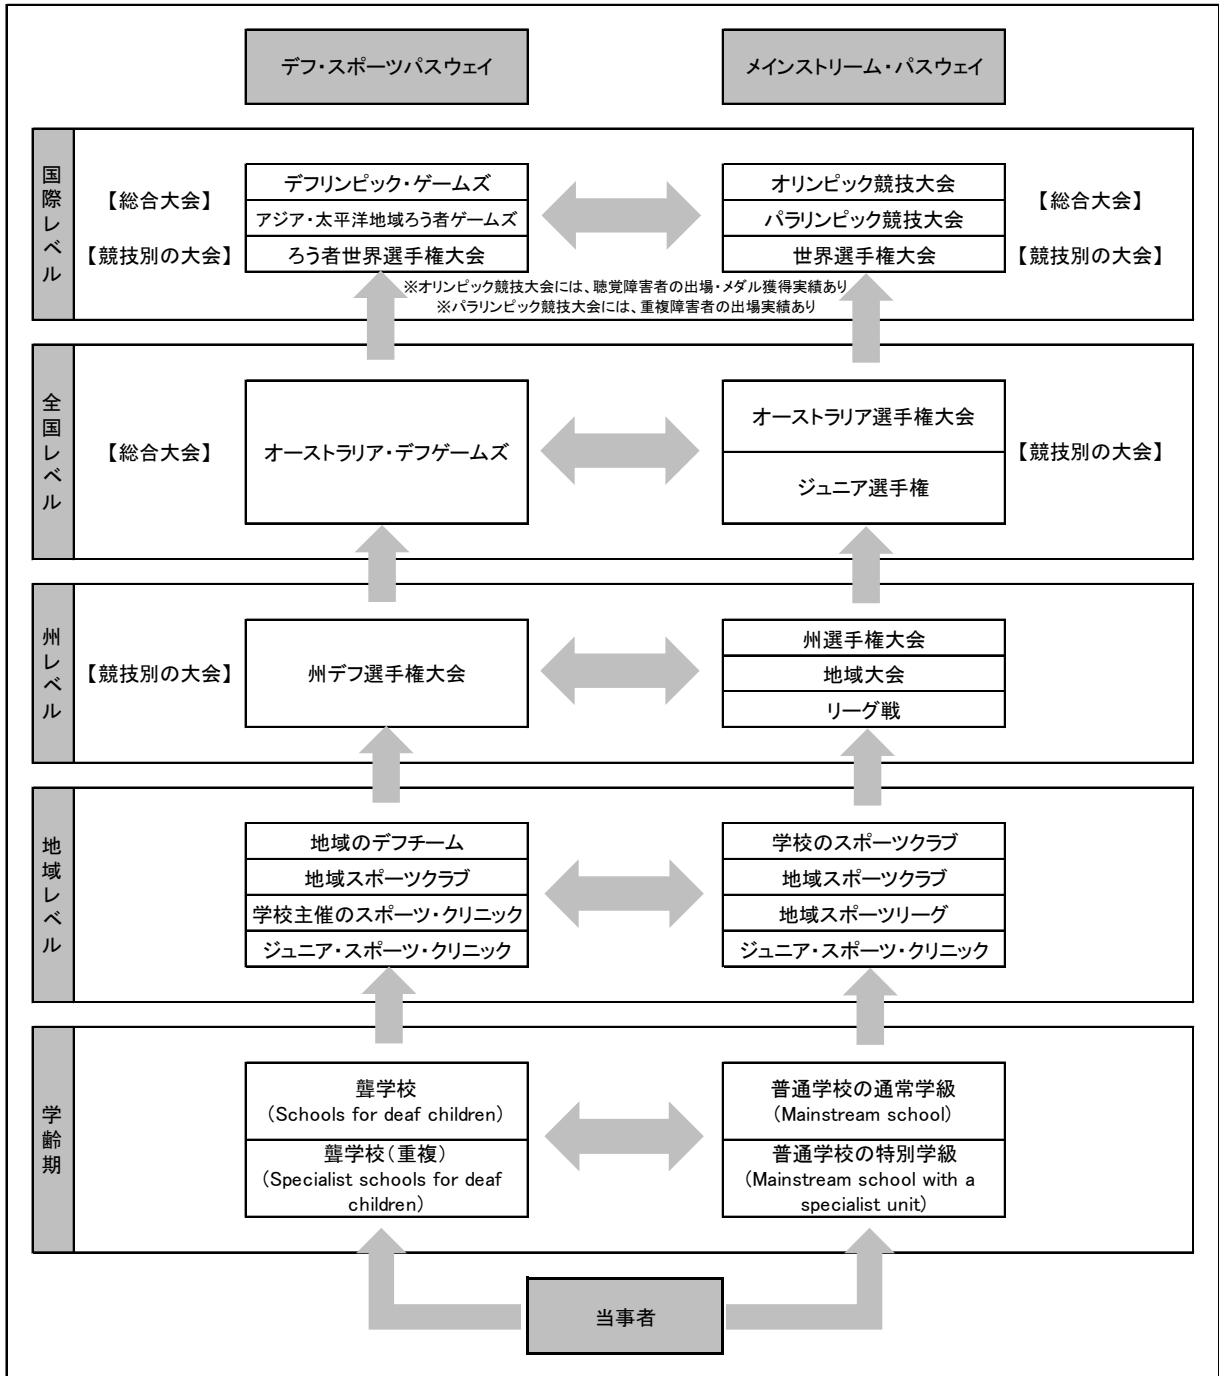 デフ・スポーツパスウェイ
メインストリーム・パスウェイ
国際レベル
【総合大会】
【競技別の大会】
デフリンピック・ゲームズ
アジア・太平洋地域ろう者ゲームズ
ろう者世界選手権大会
オリンピック競技大会
パラリンピック競技大会
世界選手権大会
【総合大会】
【競技別の大会】
※オリンピック競技大会には、聴覚障害者の出場・メダル獲得実績あり
※パラリンピック競技大会には、重複障害者の出場実績あり
全国レベル
【総合大会】
オーストラリア・デフゲームズ
オーストラリア選手権大会
ジュニア選手権
【競技別の大会】
州レベル
【競技別の大会】
州デフ選手権大会
州選手権大会
地域大会
リーグ戦
地域レベル
地域のデフチーム
地域スポーツクラブ
学校主催のスポーツ・クリニック
ジュニア・スポーツ・クリニック
学校のスポーツクラブ
地域スポーツクラブ
地域スポーツリーグ
ジュニア・スポーツ・クリニック
学齢期
聾学校
(Schools for deaf children)
聾学校(重複)
(Specialist schools for deaf
children)
普通学校の通常学級
(Mainstream school)
普通学校の特別学級
(Mainstream school with a
specialist unit)
当事者